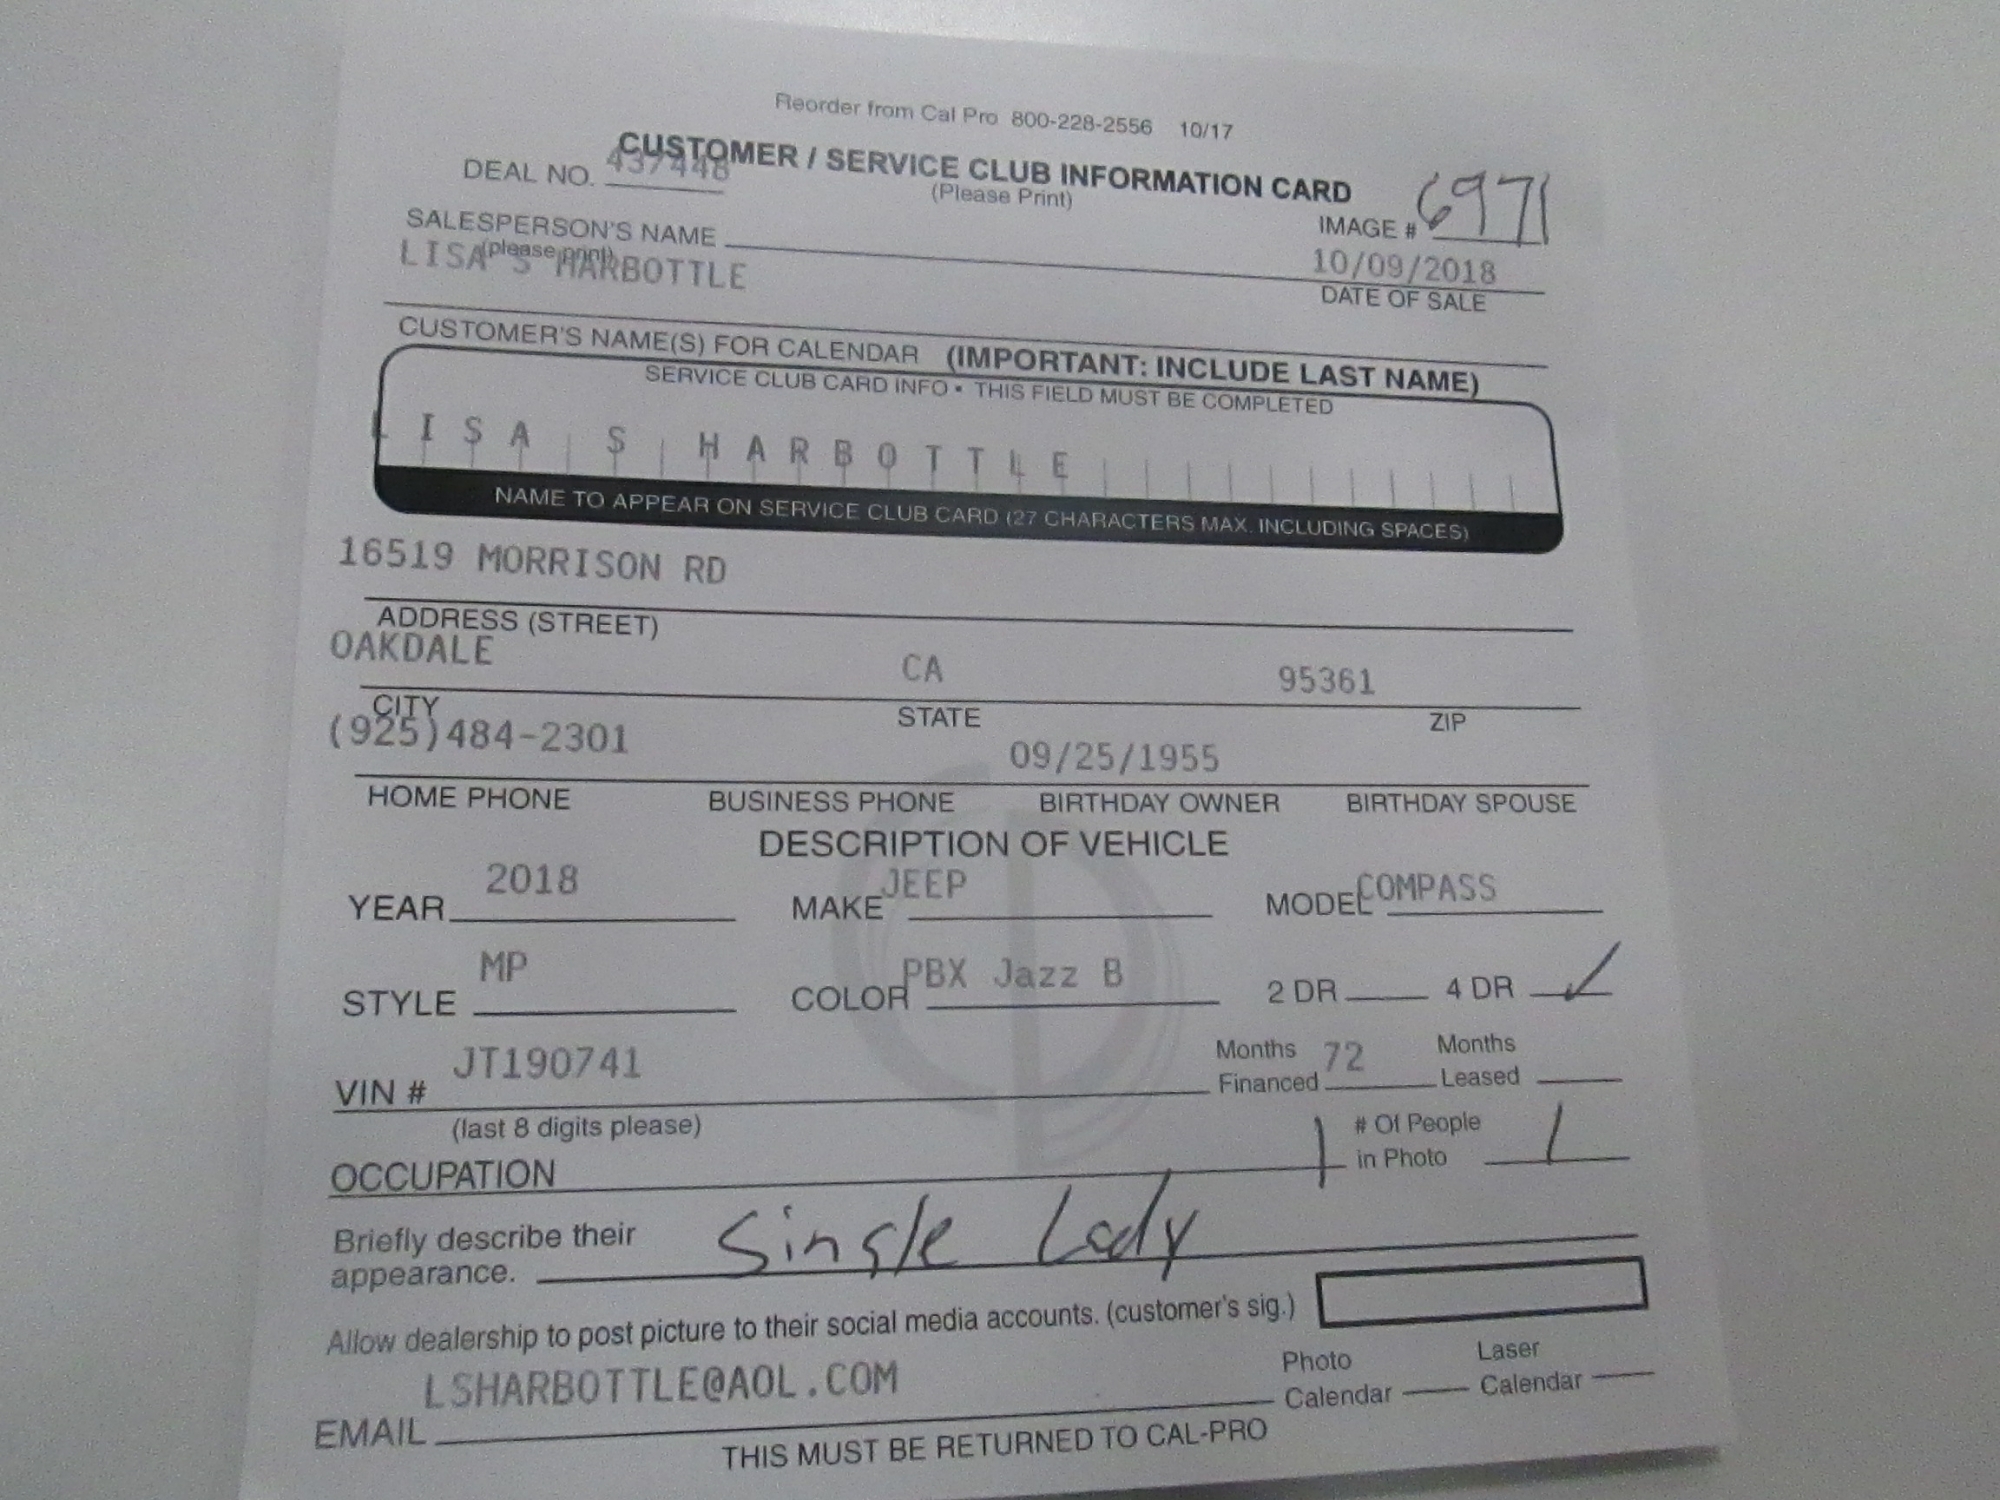 Reorder from Cal Pro 800-228-2556 10/17
CUSTOMER / SERVICE CLUB INFORMATION CARD
(Please Print)
DEAL NO. 437448
IMAGE # 6971
SALESPERSON'S NAME
(please print)
LISA S HARBOTTLE
10/09/2018
DATE OF SALE
CUSTOMER'S NAME(S) FOR CALENDAR (IMPORTANT: INCLUDE LAST NAME)
SERVICE CLUB CARD INFO • THIS FIELD MUST BE COMPLETED
LISA S HARBOTTLE
NAME TO APPEAR ON SERVICE CLUB CARD (27 CHARACTERS MAX. INCLUDING SPACES)
16519 MORRISON RD
ADDRESS (STREET)
OAKDALE CA 95361
CITY STATE ZIP
(925)484-2301 09/25/1955
HOME PHONE BUSINESS PHONE BIRTHDAY OWNER BIRTHDAY SPOUSE
DESCRIPTION OF VEHICLE
YEAR 2018 MAKE JEEP MODEL COMPASS
STYLE MP COLOR PBX Jazz B 2 DR 4 DR ✓
VIN # JT190741
(last 8 digits please)
Months Financed 72 Months Leased
OCCUPATION
# Of People in Photo 1
Briefly describe their appearance. Single Lady
Allow dealership to post picture to their social media accounts. (customer's sig.)
EMAIL LSHARBOTTLE@AOL.COM
Photo Calendar Laser Calendar
THIS MUST BE RETURNED TO CAL-PRO